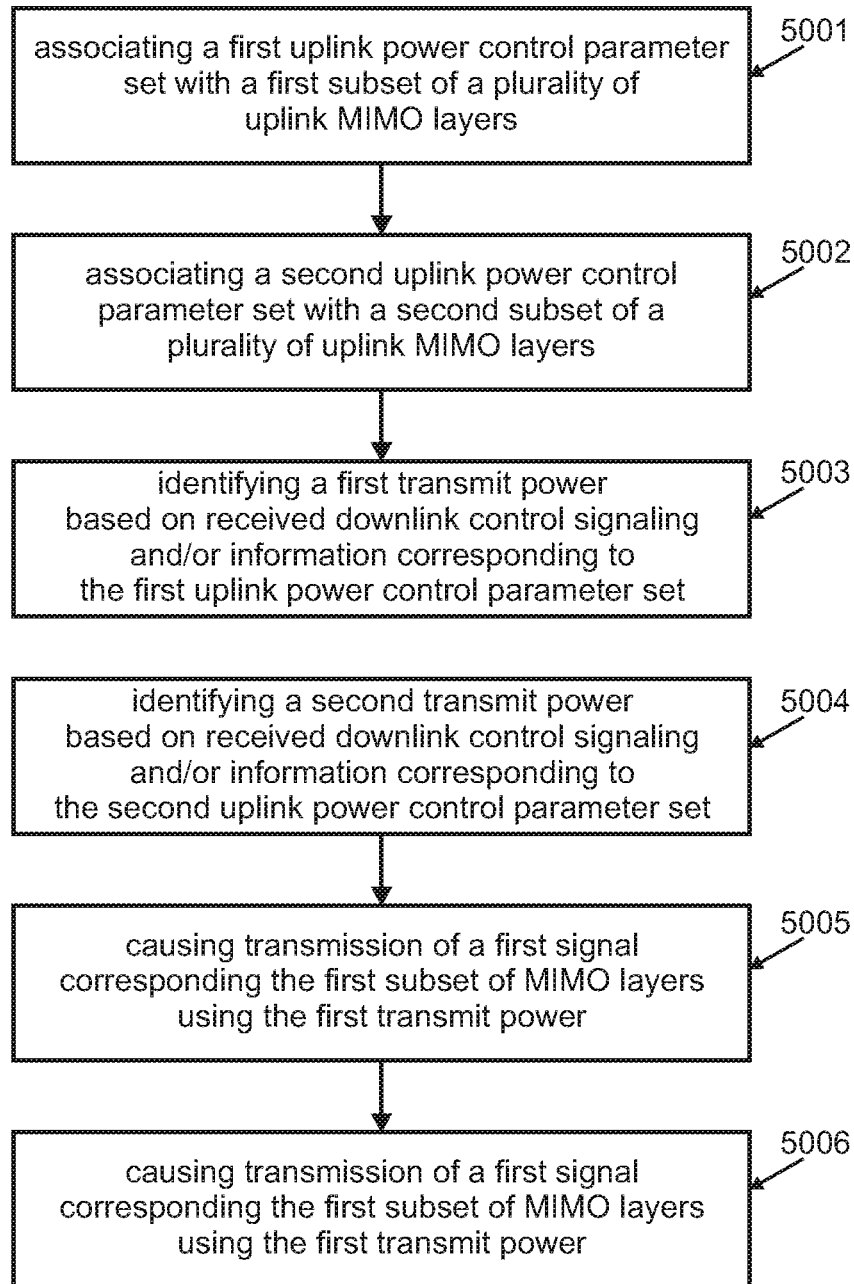 associating a first uplink power control parameter
set with a first subset of a plurality of
uplink MIMO layers
5001
associating a second uplink power control
parameter set with a second subset of a
plurality of uplink MIMO layers
5002
identifying a first transmit power
based on received downlink control signaling
and/or information corresponding to
the first uplink power control parameter set
5003
identifying a second transmit power
based on received downlink control signaling
and/or information corresponding to
the second uplink power control parameter set
5004
causing transmission of a first signal
corresponding the first subset of MIMO layers
using the first transmit power
5005
causing transmission of a first signal
corresponding the first subset of MIMO layers
using the first transmit power
5006